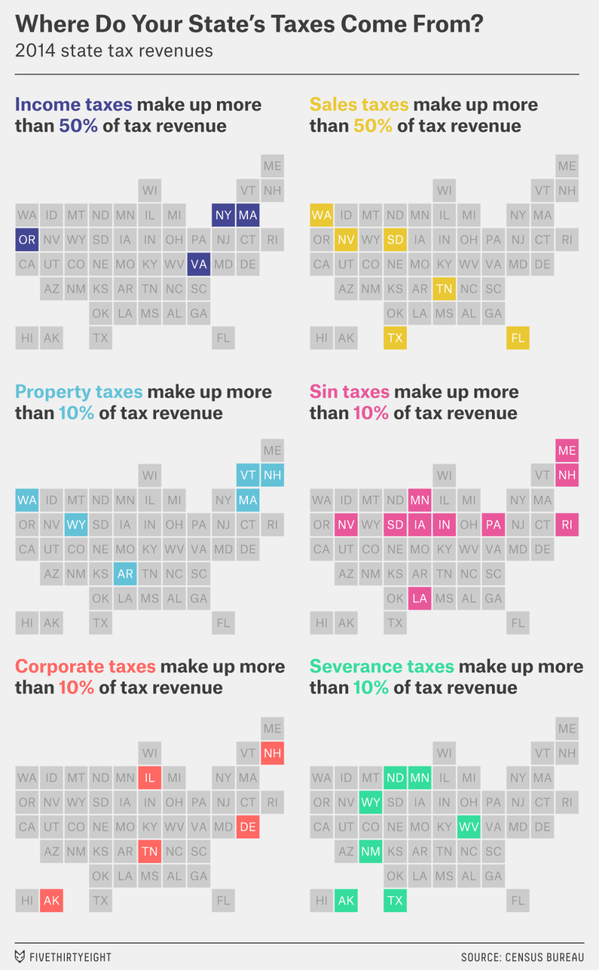 Where Do Your State's Taxes Come From?
2014 state tax revenues
Income taxes make up more
than 50% of tax revenue
ME
WI VT NH
WA ID MT ND MN IL MI NY MA
OR NV WY SD IA IN OH PA NJ CT RI
CA UT CO NE MO KY WV VA MD DE
AZ NM KS AR TN NC SC
OK LA MS AL GA
HI AK TX FL
Sales taxes make up more
than 50% of tax revenue
ME
WI VT NH
WA ID MT ND MN IL MI NY MA
OR NV WY SD IA IN OH PA NJ CT RI
CA UT CO NE MO KY WV VA MD DE
AZ NM KS AR TN NC SC
OK LA MS AL GA
HI AK TX FL
Property taxes make up more
than 10% of tax revenue
ME
WI VT NH
WA ID MT ND MN IL MI NY MA
OR NV WY SD IA IN OH PA NJ CT RI
CA UT CO NE MO KY WV VA MD DE
AZ NM KS AR TN NC SC
OK LA MS AL GA
HI AK TX FL
Sin taxes make up more
than 10% of tax revenue
ME
WI VT NH
WA ID MT ND MN IL MI NY MA
OR NV WY SD IA IN OH PA NJ CT RI
CA UT CO NE MO KY WV VA MD DE
AZ NM KS AR TN NC SC
OK LA MS AL GA
HI AK TX FL
Corporate taxes make up more
than 10% of tax revenue
ME
WI VT NH
WA ID MT ND MN IL MI NY MA
OR NV WY SD IA IN OH PA NJ CT RI
CA UT CO NE MO KY WV VA MD DE
AZ NM KS AR TN NC SC
OK LA MS AL GA
HI AK TX FL
Severance taxes make up more
than 10% of tax revenue
ME
WI VT NH
WA ID MT ND MN IL MI NY MA
OR NV WY SD IA IN OH PA NJ CT RI
CA UT CO NE MO KY WV VA MD DE
AZ NM KS AR TN NC SC
OK LA MS AL GA
HI AK TX FL
FIVETHIRTYEIGHT
SOURCE: CENSUS BUREAU